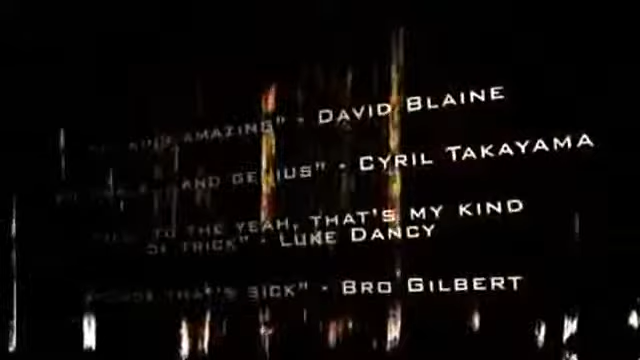 AMAZING" - DAVID BLAINE
AND GENIUS" - CYRIL TAKAYAMA
TO THE YEAH, THAT'S MY KIND
OF TRICK" - LUKE DANCY
THAT'S SICK" - BRO GILBERT